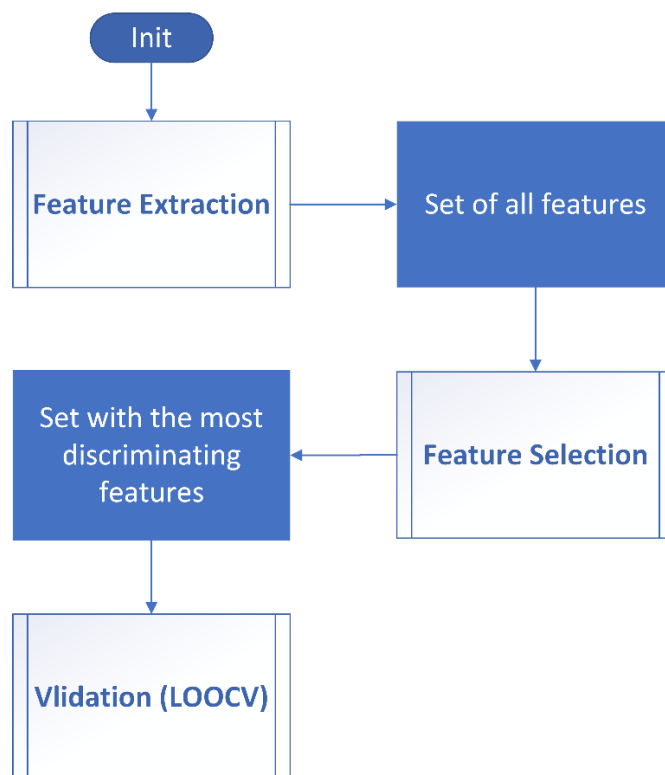 Init
Feature Extraction
Set of all features
Feature Selection
Set with the most
discriminating
features
Vlidation (LOOCV)